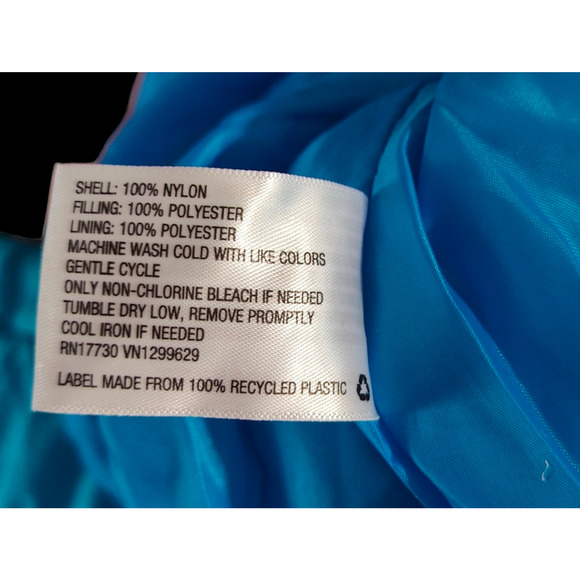 SHELL: 100% NYLON
FILLING: 100% POLYESTER
LINING: 100% POLYESTER
MACHINE WASH COLD WITH LIKE COLORS
GENTLE CYCLE
ONLY NON-CHLORINE BLEACH IF NEEDED
TUMBLE DRY LOW, REMOVE PROMPTLY
COOL IRON IF NEEDED
RN17730 VN1299629
LABEL MADE FROM 100% RECYCLED PLASTIC